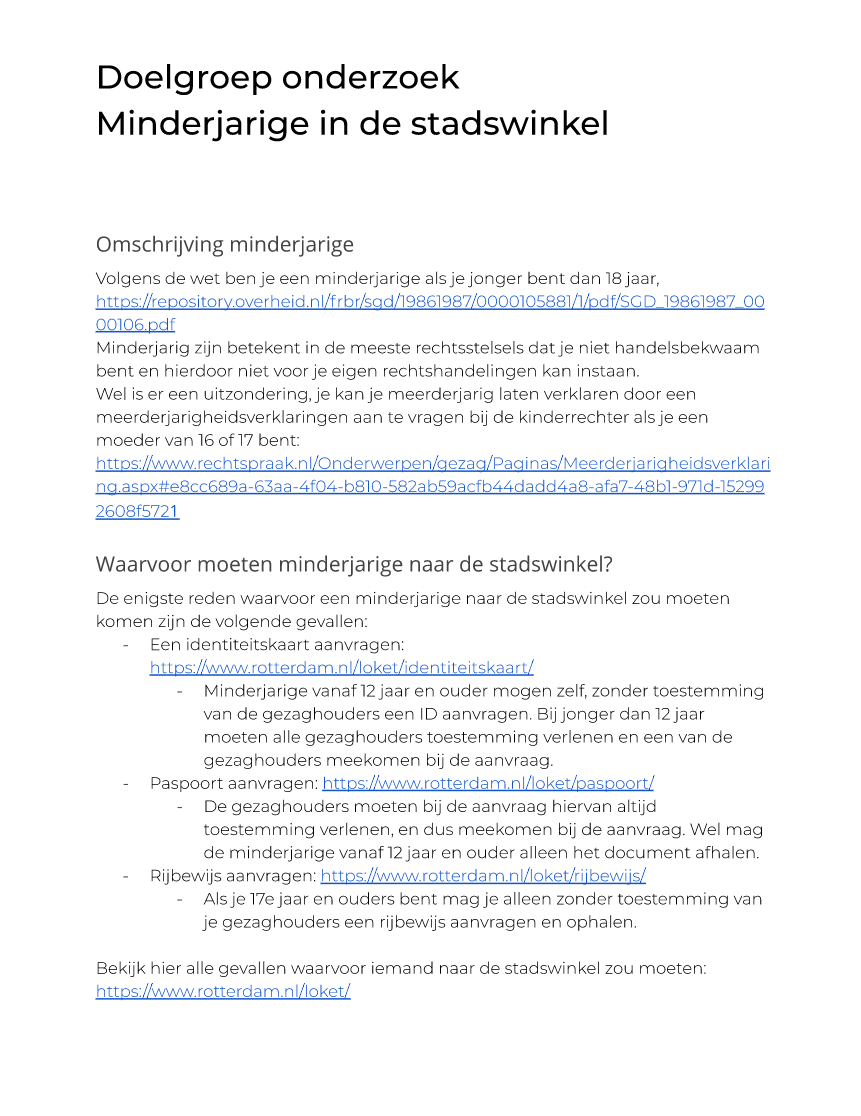 Doelgroep onderzoek
Minderjarige in de stadswinkel
Omschrijving minderjarige
Volgens de wet ben je een minderjarige als je jonger bent dan 18 jaar,
https://repository.overheid.nl/frbr/sgd/19861987/0000105881/1/pdf/SGD_19861987_00
00106.pdf
Minderjarig zijn betekent in de meeste rechtsstelsels dat je niet handelsbekwaam
bent en hierdoor niet voor je eigen rechtshandelingen kan instaan.
Wel is er een uitzondering, je kan je meerderjarig laten verklaren door een
meerderjarigheidsverklaringen aan te vragen bij de kinderrechter als je een
moeder van 16 of 17 bent:
https://www.rechtspraak.nl/Onderwerpen/gezag/Paginas/Meerderjarigheidsverklari
ng.aspx#e8cc689a-63aa-4f04-b810-582ab59acfb44dadd4a8-afa7-48b1-971d-15299
2608f5721
Waarvoor moeten minderjarige naar de stadswinkel?
De enigste reden waarvoor een minderjarige naar de stadswinkel zou moeten
komen zijn de volgende gevallen:
- Een identiteitskaart aanvragen:
https://www.rotterdam.nl/loket/identiteitskaart/
- Minderjarige vanaf 12 jaar en ouder mogen zelf, zonder toestemming
van de gezaghouders een ID aanvragen. Bij jonger dan 12 jaar
moeten alle gezaghouders toestemming verlenen en een van de
gezaghouders meekomen bij de aanvraag.
- Paspoort aanvragen: https://www.rotterdam.nl/loket/paspoort/
- De gezaghouders moeten bij de aanvraag hiervan altijd
toestemming verlenen, en dus meekomen bij de aanvraag. Wel mag
de minderjarige vanaf 12 jaar en ouder alleen het document afhalen.
- Rijbewijs aanvragen: https://www.rotterdam.nl/loket/rijbewijs/
- Als je 17e jaar en ouders bent mag je alleen zonder toestemming van
je gezaghouders een rijbewijs aanvragen en ophalen.
Bekijk hier alle gevallen waarvoor iemand naar de stadswinkel zou moeten:
https://www.rotterdam.nl/loket/